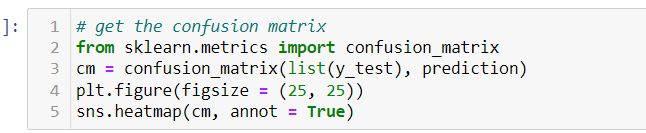 ]:
1 # get the confusion matrix
2 from sklearn.metrics import confusion_matrix
3 cm = confusion_matrix(list(y_test), prediction)
4 plt.figure(figsize = (25, 25))
5 sns.heatmap(cm, annot = True)